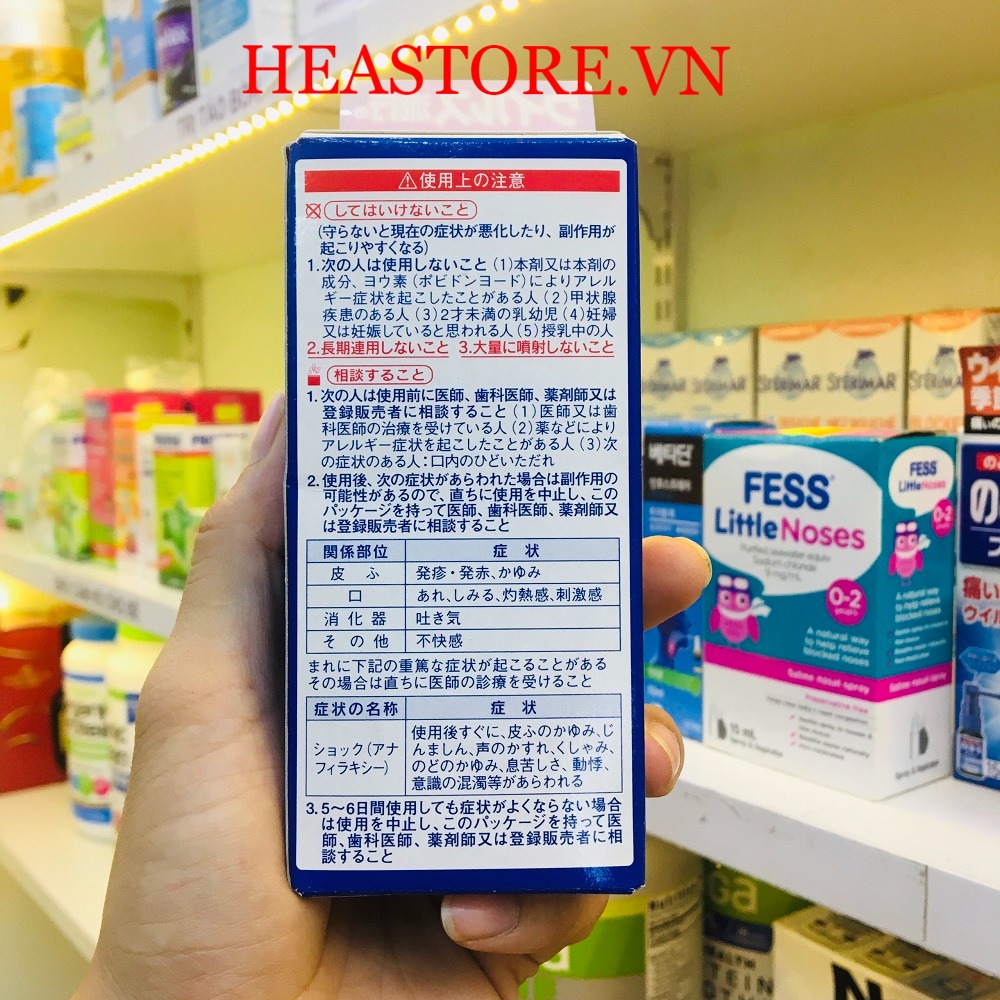 HEASTORE.VN
⚠使用上の注意
してはいけないこと
(守らないと現在の症状が悪化したり、副作用が
起こりやすくなる)
1.次の人は使用しないこと(1)本剤又は本剤の
成分、ヨウ素(ポビドンヨード)によりアレル
ギー症状を起こしたことがある人(2)甲状腺
疾患のある人(3)2才未満の乳幼児(4)妊婦
又は妊娠していると思われる人(5)授乳中の人
2.長期連用しないこと 3.大量に噴射しないこと
相談すること
1.次の人は使用前に医師、歯科医師、薬剤師又は
登録販売者に相談すること(1)医師又は歯
科医師の治療を受けている人(2)薬などにより
アレルギー症状を起こしたことがある人(3)次
の症状のある人:口内のひどいただれ
2.使用後、次の症状があらわれた場合は副作用の
可能性があるので、直ちに使用を中止し、この
パッケージを持って医師、歯科医師、薬剤師又
は登録販売者に相談すること
関係部位 症 状
皮 ふ 発疹・発赤、かゆみ
口 あれ、しみる、灼熱感、刺激感
消 化 器 吐き気
そ の 他 不快感
まれに下記の重篤な症状が起こることがある
その場合は直ちに医師の診療を受けること
症状の名称 症 状
ショック(アナ
フィラキシー)
使用後すぐに、皮ふのかゆみ、じ
んましん、声のかすれ、くしゃみ、
のどのかゆみ、息苦しさ、動悸、
意識の混濁等があらわれる
3.5〜6日間使用しても症状がよくならない場合
は使用を中止し、このパッケージを持って医
師、歯科医師、薬剤師又は登録販売者に相
談すること
STERIMAR STERIMAR
베타딘
FESS
LittleNoses
Purified seawater equiv.
Sodium chloride
9 mg/mL
0-2
years
A natural way
to help relieve
blocked noses
Saline nasal spray
15 mL
FESS
LittleNoses
0-2